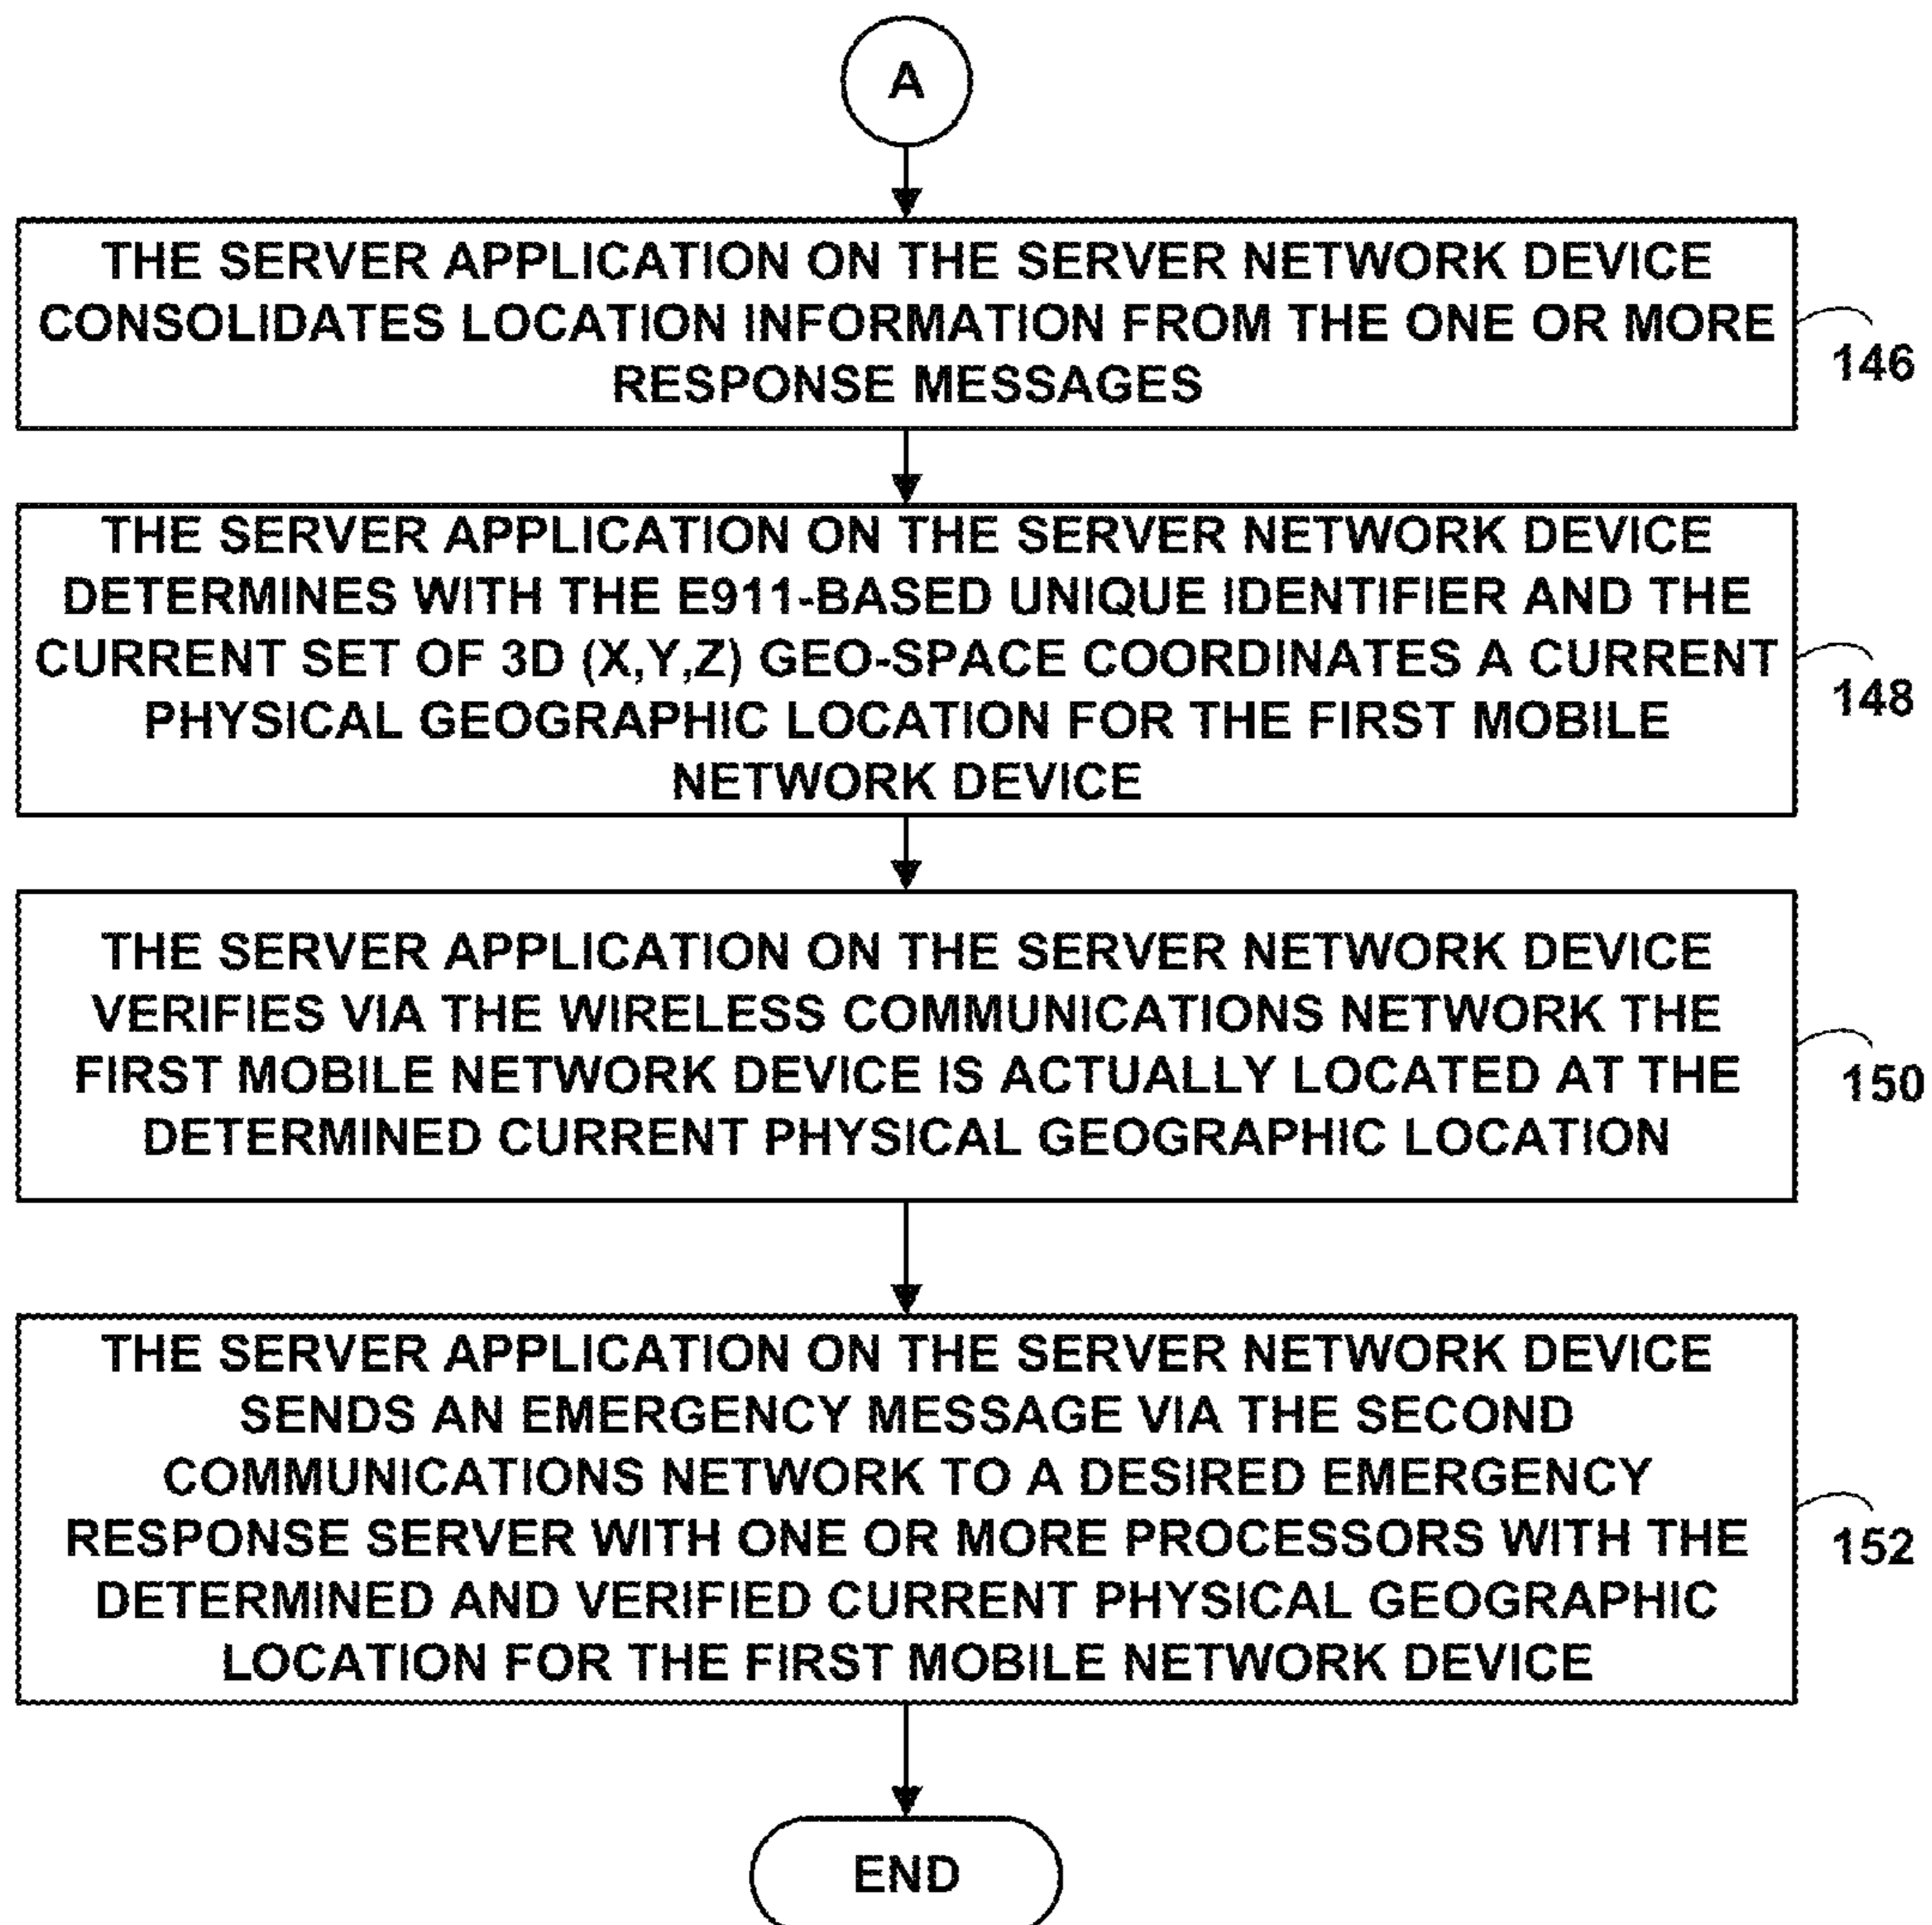 A
THE SERVER APPLICATION ON THE SERVER NETWORK DEVICE
CONSOLIDATES LOCATION INFORMATION FROM THE ONE OR MORE
RESPONSE MESSAGES
146
THE SERVER APPLICATION ON THE SERVER NETWORK DEVICE
DETERMINES WITH THE E911-BASED UNIQUE IDENTIFIER AND THE
CURRENT SET OF 3D (X,Y,Z) GEO-SPACE COORDINATES A CURRENT
PHYSICAL GEOGRAPHIC LOCATION FOR THE FIRST MOBILE
NETWORK DEVICE
148
THE SERVER APPLICATION ON THE SERVER NETWORK DEVICE
VERIFIES VIA THE WIRELESS COMMUNICATIONS NETWORK THE
FIRST MOBILE NETWORK DEVICE IS ACTUALLY LOCATED AT THE
DETERMINED CURRENT PHYSICAL GEOGRAPHIC LOCATION
150
THE SERVER APPLICATION ON THE SERVER NETWORK DEVICE
SENDS AN EMERGENCY MESSAGE VIA THE SECOND
COMMUNICATIONS NETWORK TO A DESIRED EMERGENCY
RESPONSE SERVER WITH ONE OR MORE PROCESSORS WITH THE
DETERMINED AND VERIFIED CURRENT PHYSICAL GEOGRAPHIC
LOCATION FOR THE FIRST MOBILE NETWORK DEVICE
152
END